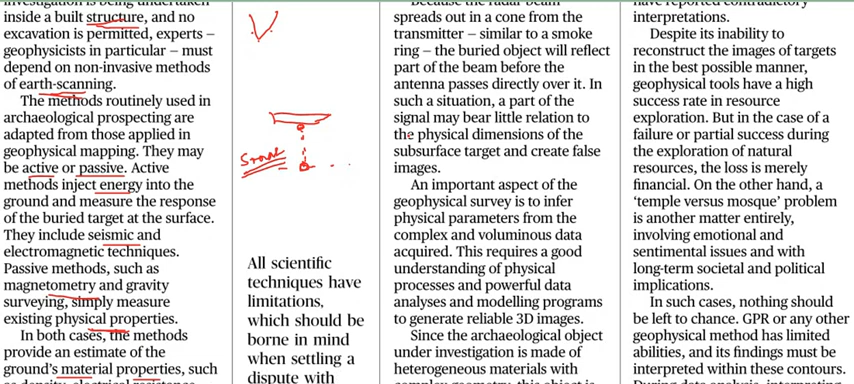 investigation is being undertaken
inside a built structure, and no
excavation is permitted, experts –
geophysicists in particular – must
depend on non-invasive methods
of earth-scanning.
The methods routinely used in
archaeological prospecting are
adapted from those applied in
geophysical mapping. They may
be active or passive. Active
methods inject energy into the
ground and measure the response
of the buried target at the surface.
They include seismic and
electromagnetic techniques.
Passive methods, such as
magnetometry and gravity
surveying, simply measure
existing physical properties.
In both cases, the methods
provide an estimate of the
ground's material properties, such
All scientific
techniques have
limitations,
which should be
borne in mind
when settling a
dispute with
Because the radar beam
spreads out in a cone from the
transmitter – similar to a smoke
ring – the buried object will reflect
part of the beam before the
antenna passes directly over it. In
such a situation, a part of the
signal may bear little relation to
the physical dimensions of the
subsurface target and create false
images.
An important aspect of the
geophysical survey is to infer
physical parameters from the
complex and voluminous data
acquired. This requires a good
understanding of physical
processes and powerful data
analyses and modelling programs
to generate reliable 3D images.
Since the archaeological object
under investigation is made of
heterogeneous materials with
have reported contradictory
interpretations.
Despite its inability to
reconstruct the images of targets
in the best possible manner,
geophysical tools have a high
success rate in resource
exploration. But in the case of a
failure or partial success during
the exploration of natural
resources, the loss is merely
financial. On the other hand, a
‘temple versus mosque’ problem
is another matter entirely,
involving emotional and
sentimental issues and with
long-term societal and political
implications.
In such cases, nothing should
be left to chance. GPR or any other
geophysical method has limited
abilities, and its findings must be
interpreted within these contours.